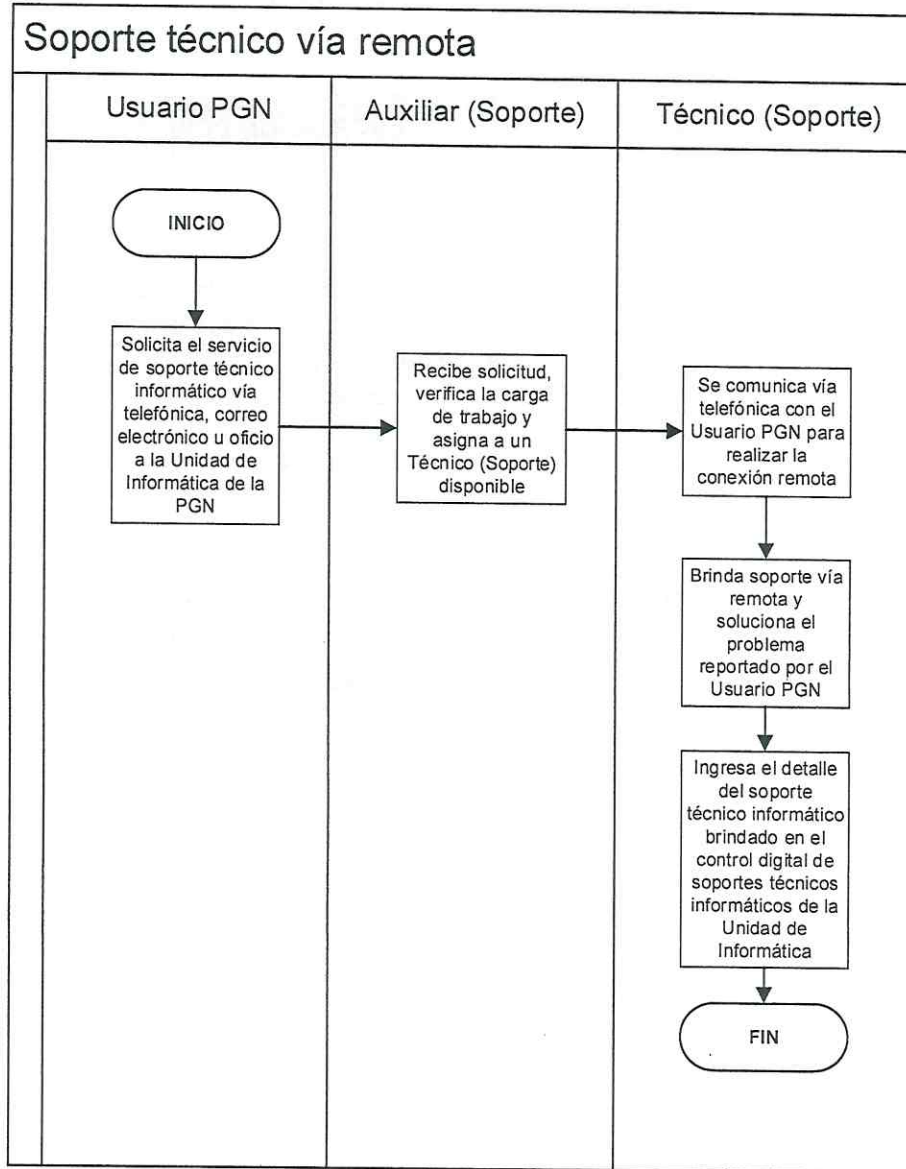 Soporte técnico vía remota
Usuario PGN
Auxiliar (Soporte)
Técnico (Soporte)
INICIO
Solicita el servicio
de soporte técnico
informático vía
telefónica, correo
electrónico u oficio
a la Unidad de
Informática de la
PGN
Recibe solicitud,
verifica la carga
de trabajo y
asigna a un
Técnico (Soporte)
disponible
Se comunica vía
telefónica con el
Usuario PGN para
realizar la
conexión remota
Brinda soporte vía
remota y
soluciona el
problema
reportado por el
Usuario PGN
Ingresa el detalle
del soporte
técnico informático
brindado en el
control digital de
soportes técnicos
informáticos de la
Unidad de
Informática
FIN